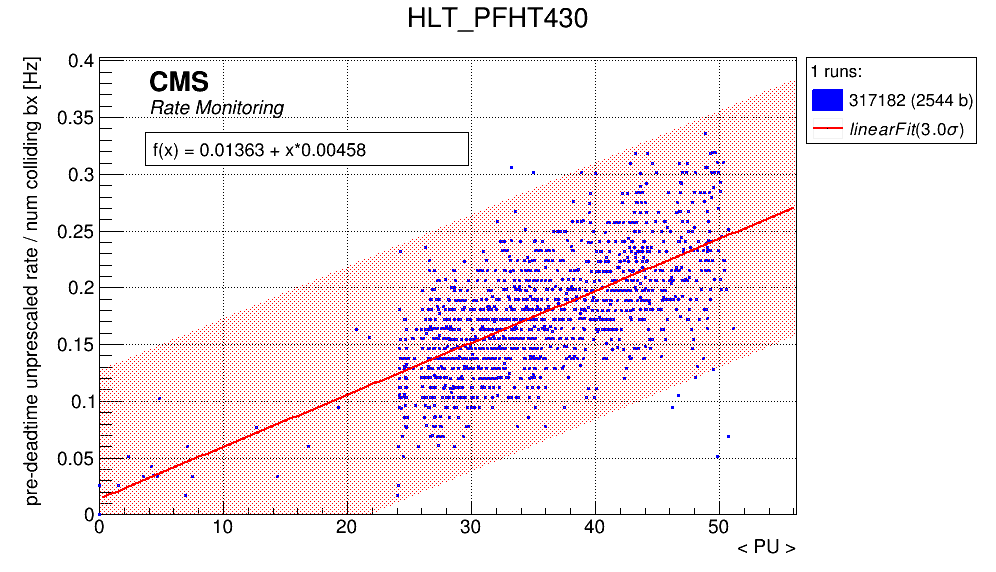 HLT_PFHT430
pre-deadtime unprescaled rate / num colliding bx [Hz]
0.4
0.35
0.3
0.25
0.2
0.15
0.1
0.05
0
CMS
Rate Monitoring
f(x) = 0.01363 + x*0.00458
0 10 20 30 40 50
< PU >
1 runs:
317182 (2544 b)
linearFit(3.0σ)